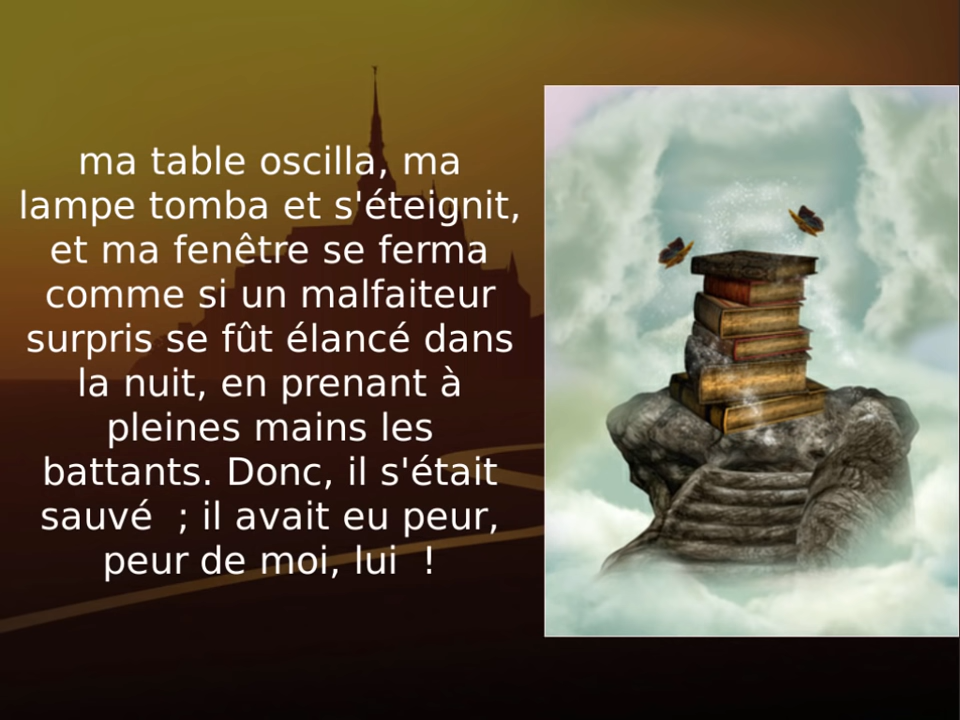 ma table oscilla, ma
lampe tomba et s'éteignit,
et ma fenêtre se ferma
comme si un malfaiteur
surpris se fût élancé dans
la nuit, en prenant à
pleines mains les
battants. Donc, il s'était
sauvé  ; il avait eu peur,
peur de moi, lui  !